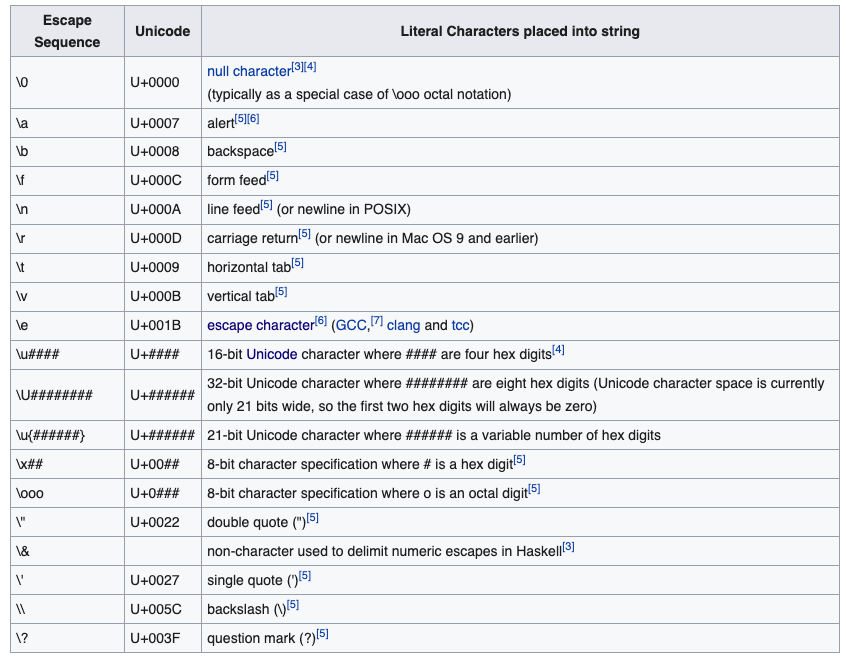 Escape
Sequence
Unicode
Literal Characters placed into string
\0
U+0000
null character[3][4]
(typically as a special case of \ooo octal notation)
\a
U+0007
alert[5][6]
\b
U+0008
backspace[5]
\f
U+000C
form feed[5]
\n
U+000A
line feed[5] (or newline in POSIX)
\r
U+000D
carriage return[5] (or newline in Mac OS 9 and earlier)
\t
U+0009
horizontal tab[5]
\v
U+000B
vertical tab[5]
\e
U+001B
escape character[6] (GCC,[7] clang and tcc)
\u####
U+####
16-bit Unicode character where #### are four hex digits[4]
\U########
U+######
32-bit Unicode character where ######## are eight hex digits (Unicode character space is currently
only 21 bits wide, so the first two hex digits will always be zero)
\u{######}
U+######
21-bit Unicode character where ###### is a variable number of hex digits
\x##
U+00##
8-bit character specification where # is a hex digit[5]
\ooo
U+0###
8-bit character specification where o is an octal digit[5]
\"
U+0022
double quote (")[5]
\&
non-character used to delimit numeric escapes in Haskell[3]
\'
U+0027
single quote (')[5]
\\
U+005C
backslash (\)[5]
\?
U+003F
question mark (?)[5]